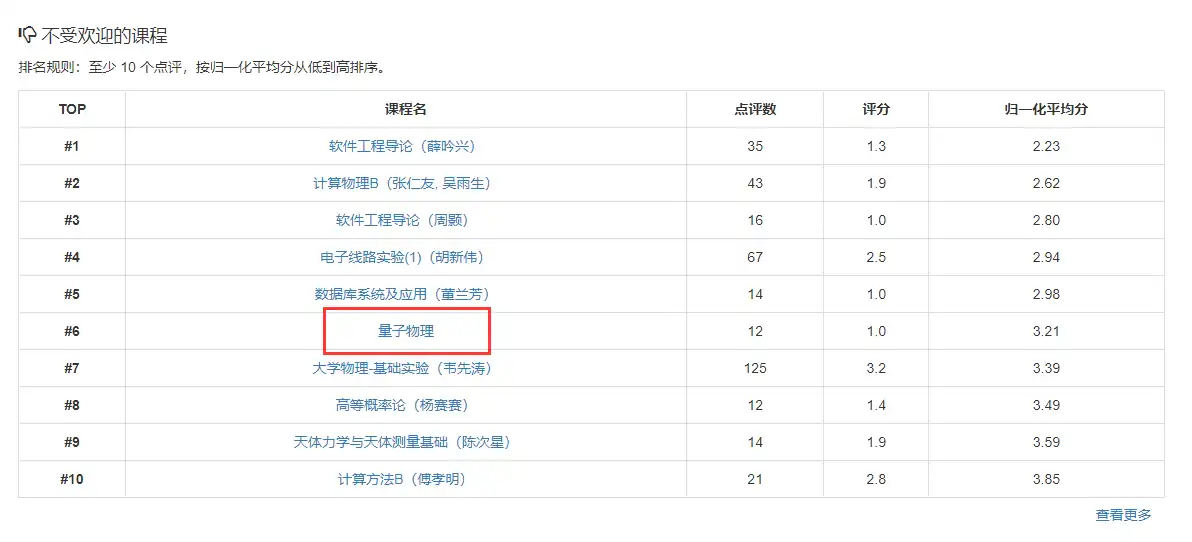 不受欢迎的课程
排名规则：至少 10 个点评，按归一化平均分从低到高排序。
TOP 课程名 点评数 评分 归一化平均分
#1 软件工程导论（薛吟兴） 35 1.3 2.23
#2 计算物理B（张仁友, 吴雨生） 43 1.9 2.62
#3 软件工程导论（周颢） 16 1.0 2.80
#4 电子线路实验(1)（胡新伟） 67 2.5 2.94
#5 数据库系统及应用（董兰芳） 14 1.0 2.98
#6 量子物理 12 1.0 3.21
#7 大学物理-基础实验（韦先涛） 125 3.2 3.39
#8 高等概率论（杨赛赛） 12 1.4 3.49
#9 天体力学与天体测量基础（陈次星） 14 1.9 3.59
#10 计算方法B（傅孝明） 21 2.8 3.85
查看更多